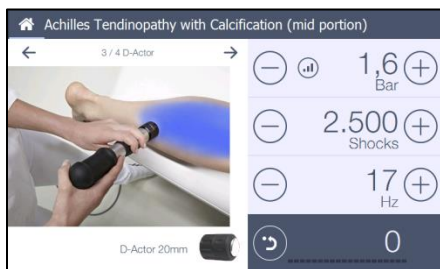 Achilles Tendinopathy with Calcification (mid portion)
3 / 4 D-Actor
1,6
Bar
2.500
Shocks
17
Hz
D-Actor 20mm
0